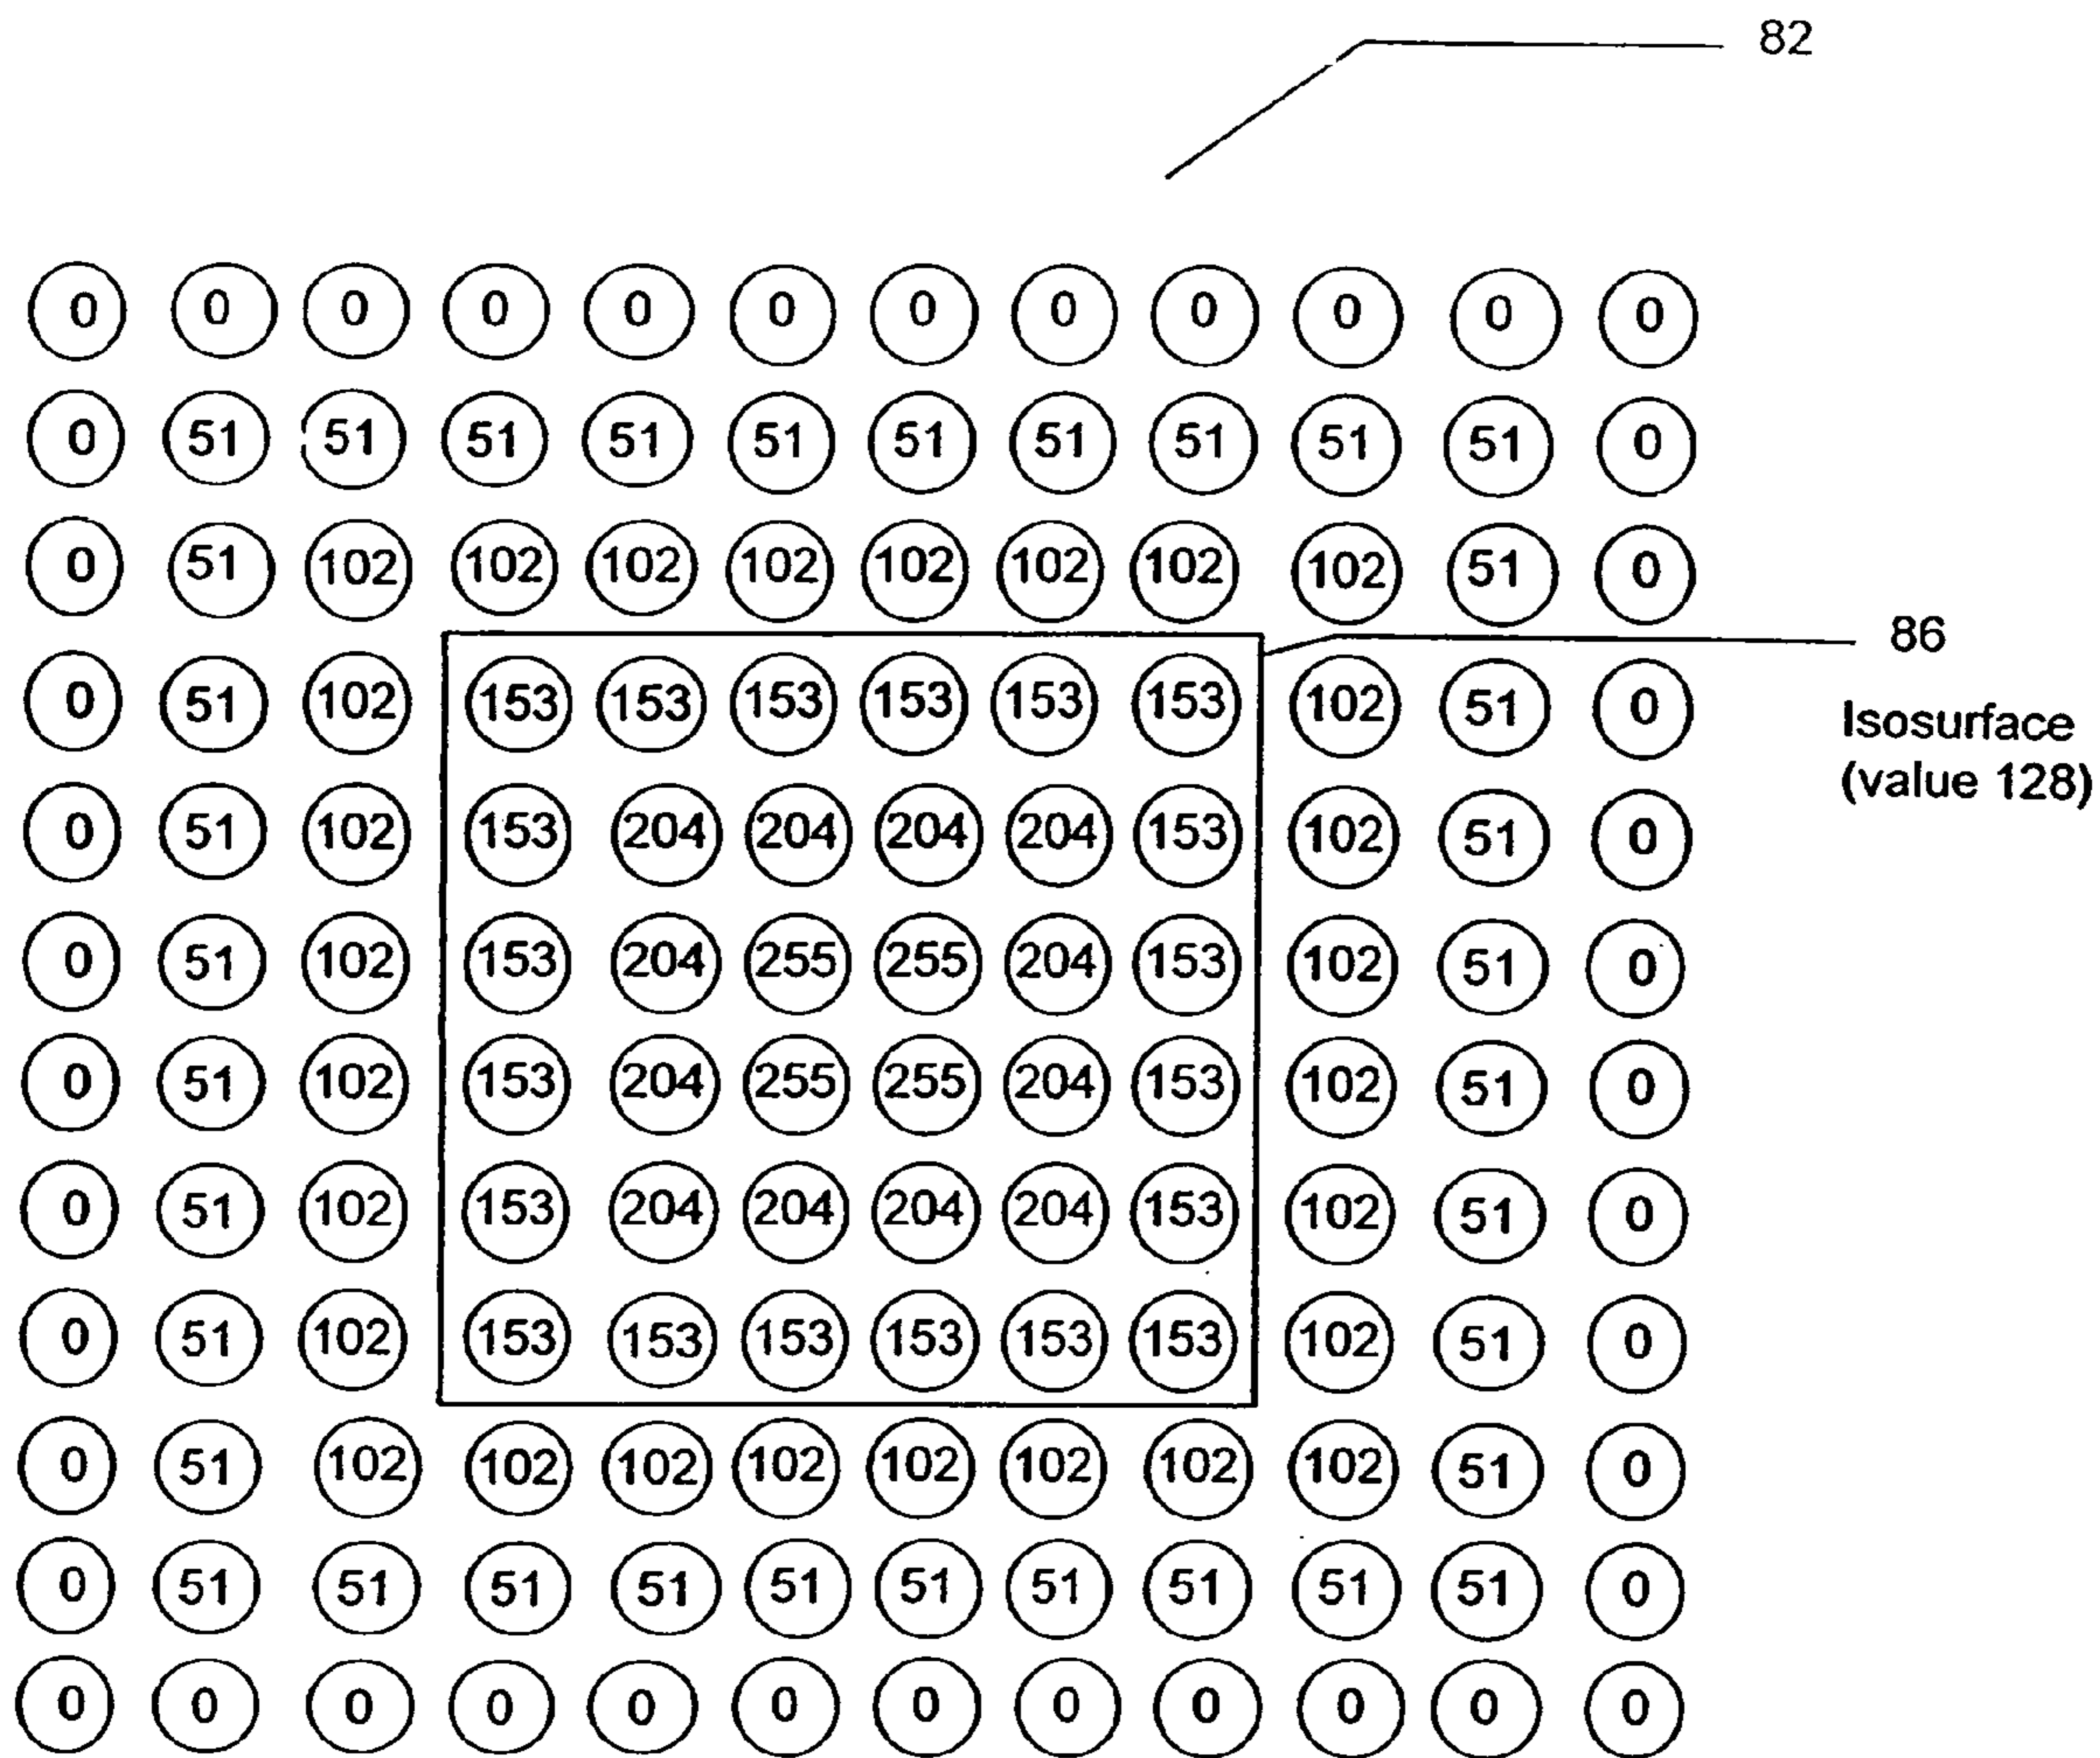 82
0 0 0 0 0 0 0 0 0 0 0 0
0 51 51 51 51 51 51 51 51 51 51 0
0 51 102 102 102 102 102 102 102 102 51 0
86
0 51 102 153 153 153 153 153 153 102 51 0
Isosurface
(value 128)
0 51 102 153 204 204 204 204 153 102 51 0
0 51 102 153 204 255 255 204 153 102 51 0
0 51 102 153 204 255 255 204 153 102 51 0
0 51 102 153 204 204 204 204 153 102 51 0
0 51 102 153 153 153 153 153 153 102 51 0
0 51 102 102 102 102 102 102 102 102 51 0
0 51 51 51 51 51 51 51 51 51 51 0
0 0 0 0 0 0 0 0 0 0 0 0